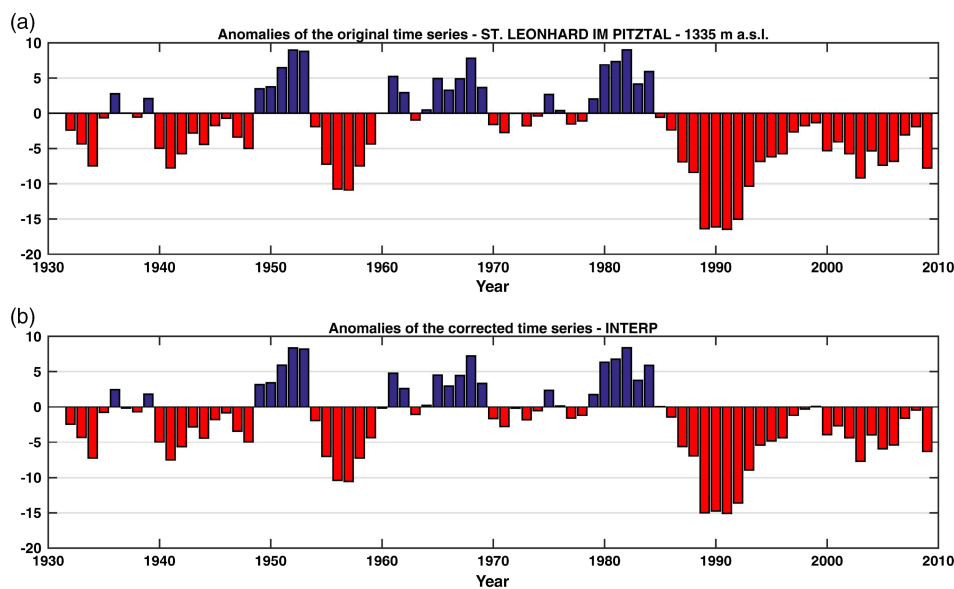 (a)
Anomalies of the original time series - ST. LEONHARD IM PITZTAL - 1335 m a.s.l.
10
5
0
-5
-10
-15
-20
1930 1940 1950 1960 1970 1980 1990 2000 2010
Year
(b)
Anomalies of the corrected time series - INTERP
10
5
0
-5
-10
-15
-20
1930 1940 1950 1960 1970 1980 1990 2000 2010
Year